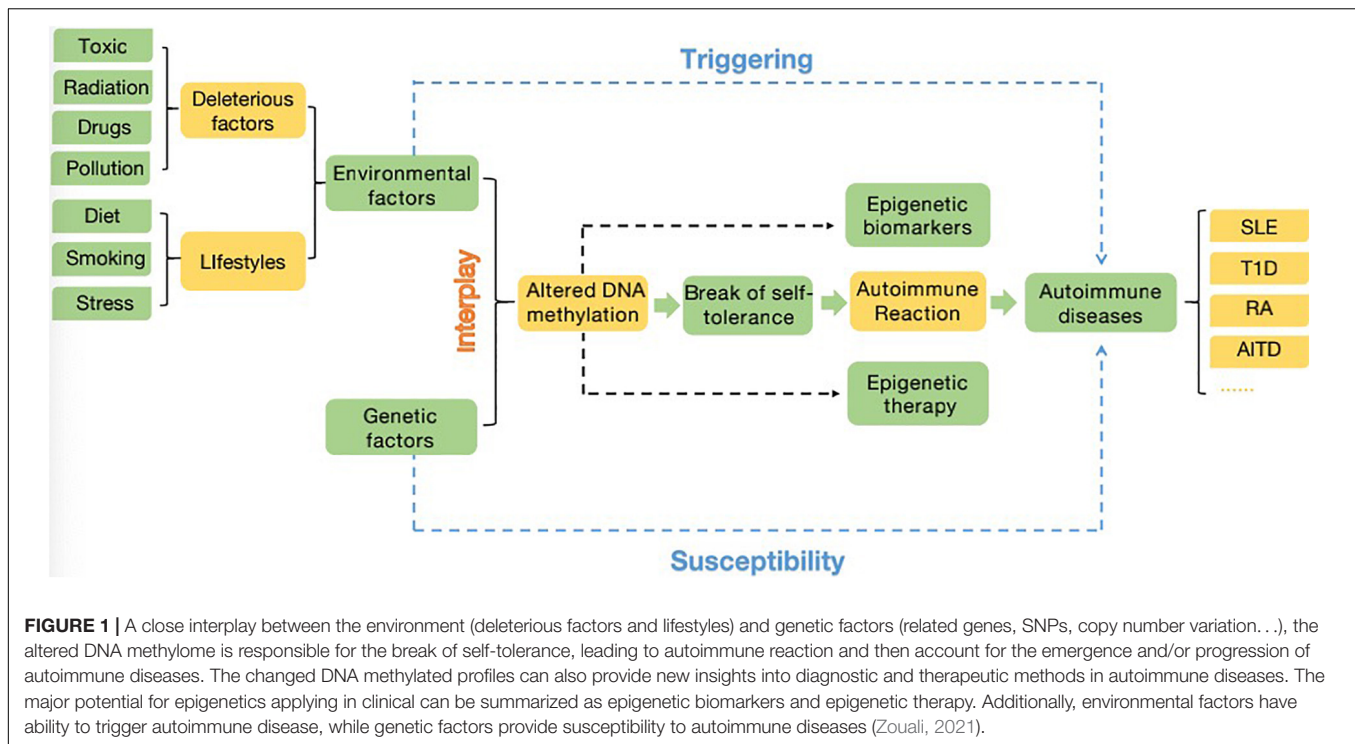 Toxic
Radiation
Drugs
Pollution
Diet
Smoking
Stress
Deleterious
factors
LIfestyles
Environmental
factors
Genetic
factors
Interplay
Triggering
Susceptibility
Altered DNA
methylation
Epigenetic
biomarkers
Break of self-
tolerance
Autoimmune
Reaction
Epigenetic
therapy
Autoimmune
diseases
SLE
T1D
RA
AITD
......
FIGURE 1 | A close interplay between the environment (deleterious factors and lifestyles) and genetic factors (related genes, SNPs, copy number variation. . .), the
altered DNA methylome is responsible for the break of self-tolerance, leading to autoimmune reaction and then account for the emergence and/or progression of
autoimmune diseases. The changed DNA methylated profiles can also provide new insights into diagnostic and therapeutic methods in autoimmune diseases. The
major potential for epigenetics applying in clinical can be summarized as epigenetic biomarkers and epigenetic therapy. Additionally, environmental factors have
ability to trigger autoimmune disease, while genetic factors provide susceptibility to autoimmune diseases (Zouali, 2021).